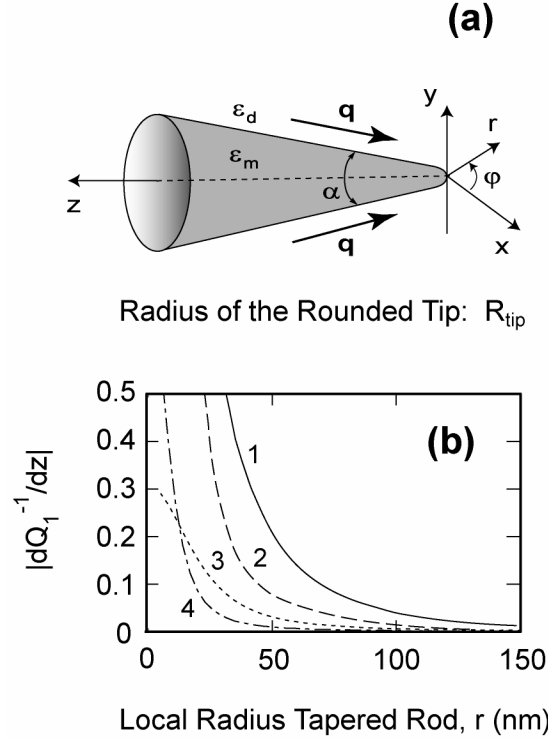 (a)
y
r
ε_d
q
ε_m
α
φ
z
x
q
Radius of the Rounded Tip: R_tip
(b)
|dQ₁⁻¹/dz|
0.5
0.4
0.3
0.2
0.1
0
1
2
3
4
0 50 100 150
Local Radius Tapered Rod, r (nm)